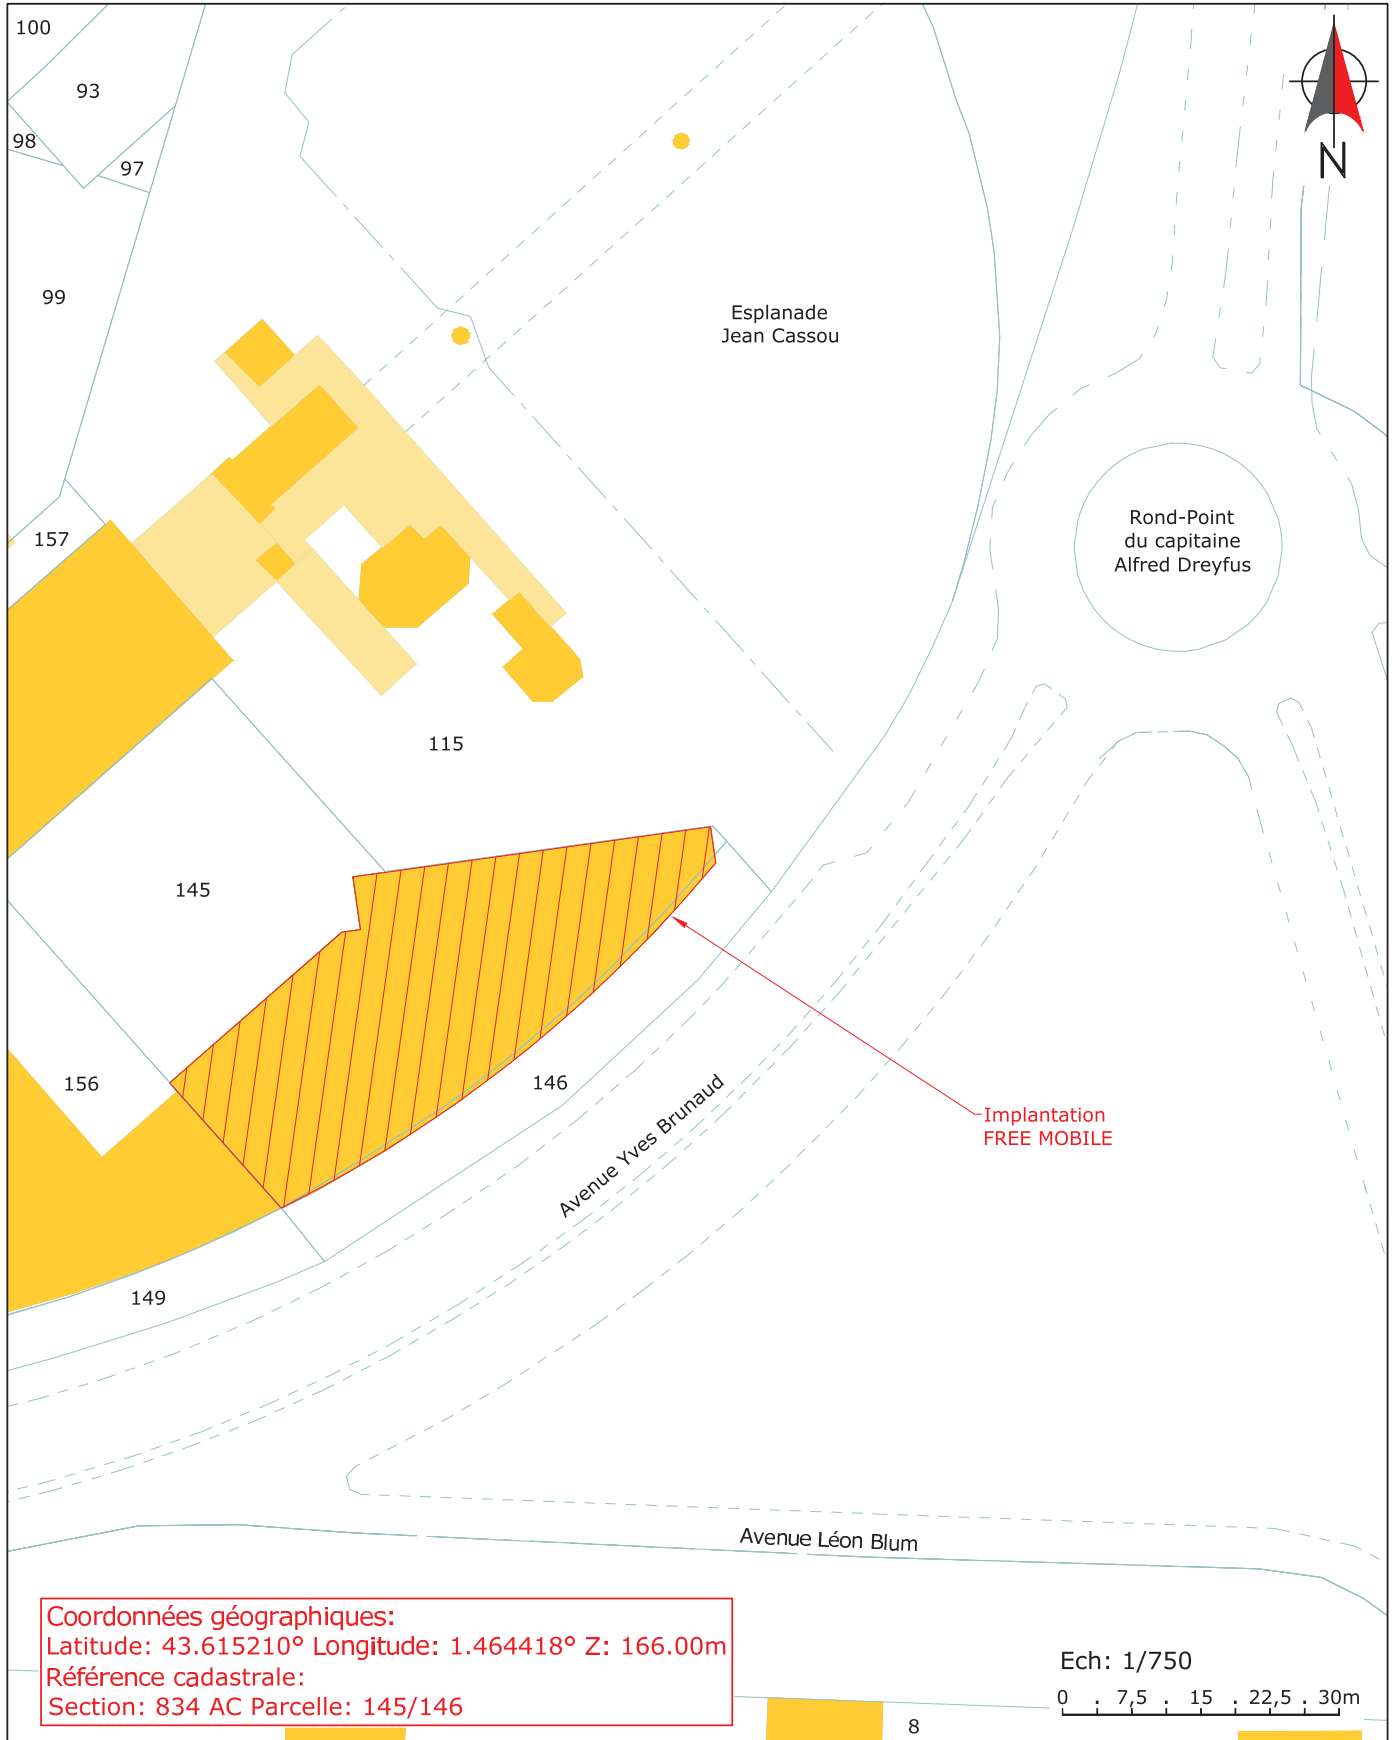 100
93
98
97
N
99
Esplanade
Jean Cassou
157
Rond-Point
du capitaine
Alfred Dreyfus
115
145
156
146
Avenue Yves Brunaud
Implantation
FREE MOBILE
149
Avenue Léon Blum
Coordonnées géographiques:
Latitude: 43.615210° Longitude: 1.464418° Z: 166.00m
Référence cadastrale:
Section: 834 AC Parcelle: 145/146
Ech: 1/750
0 . 7,5 . 15 . 22,5 . 30m
8